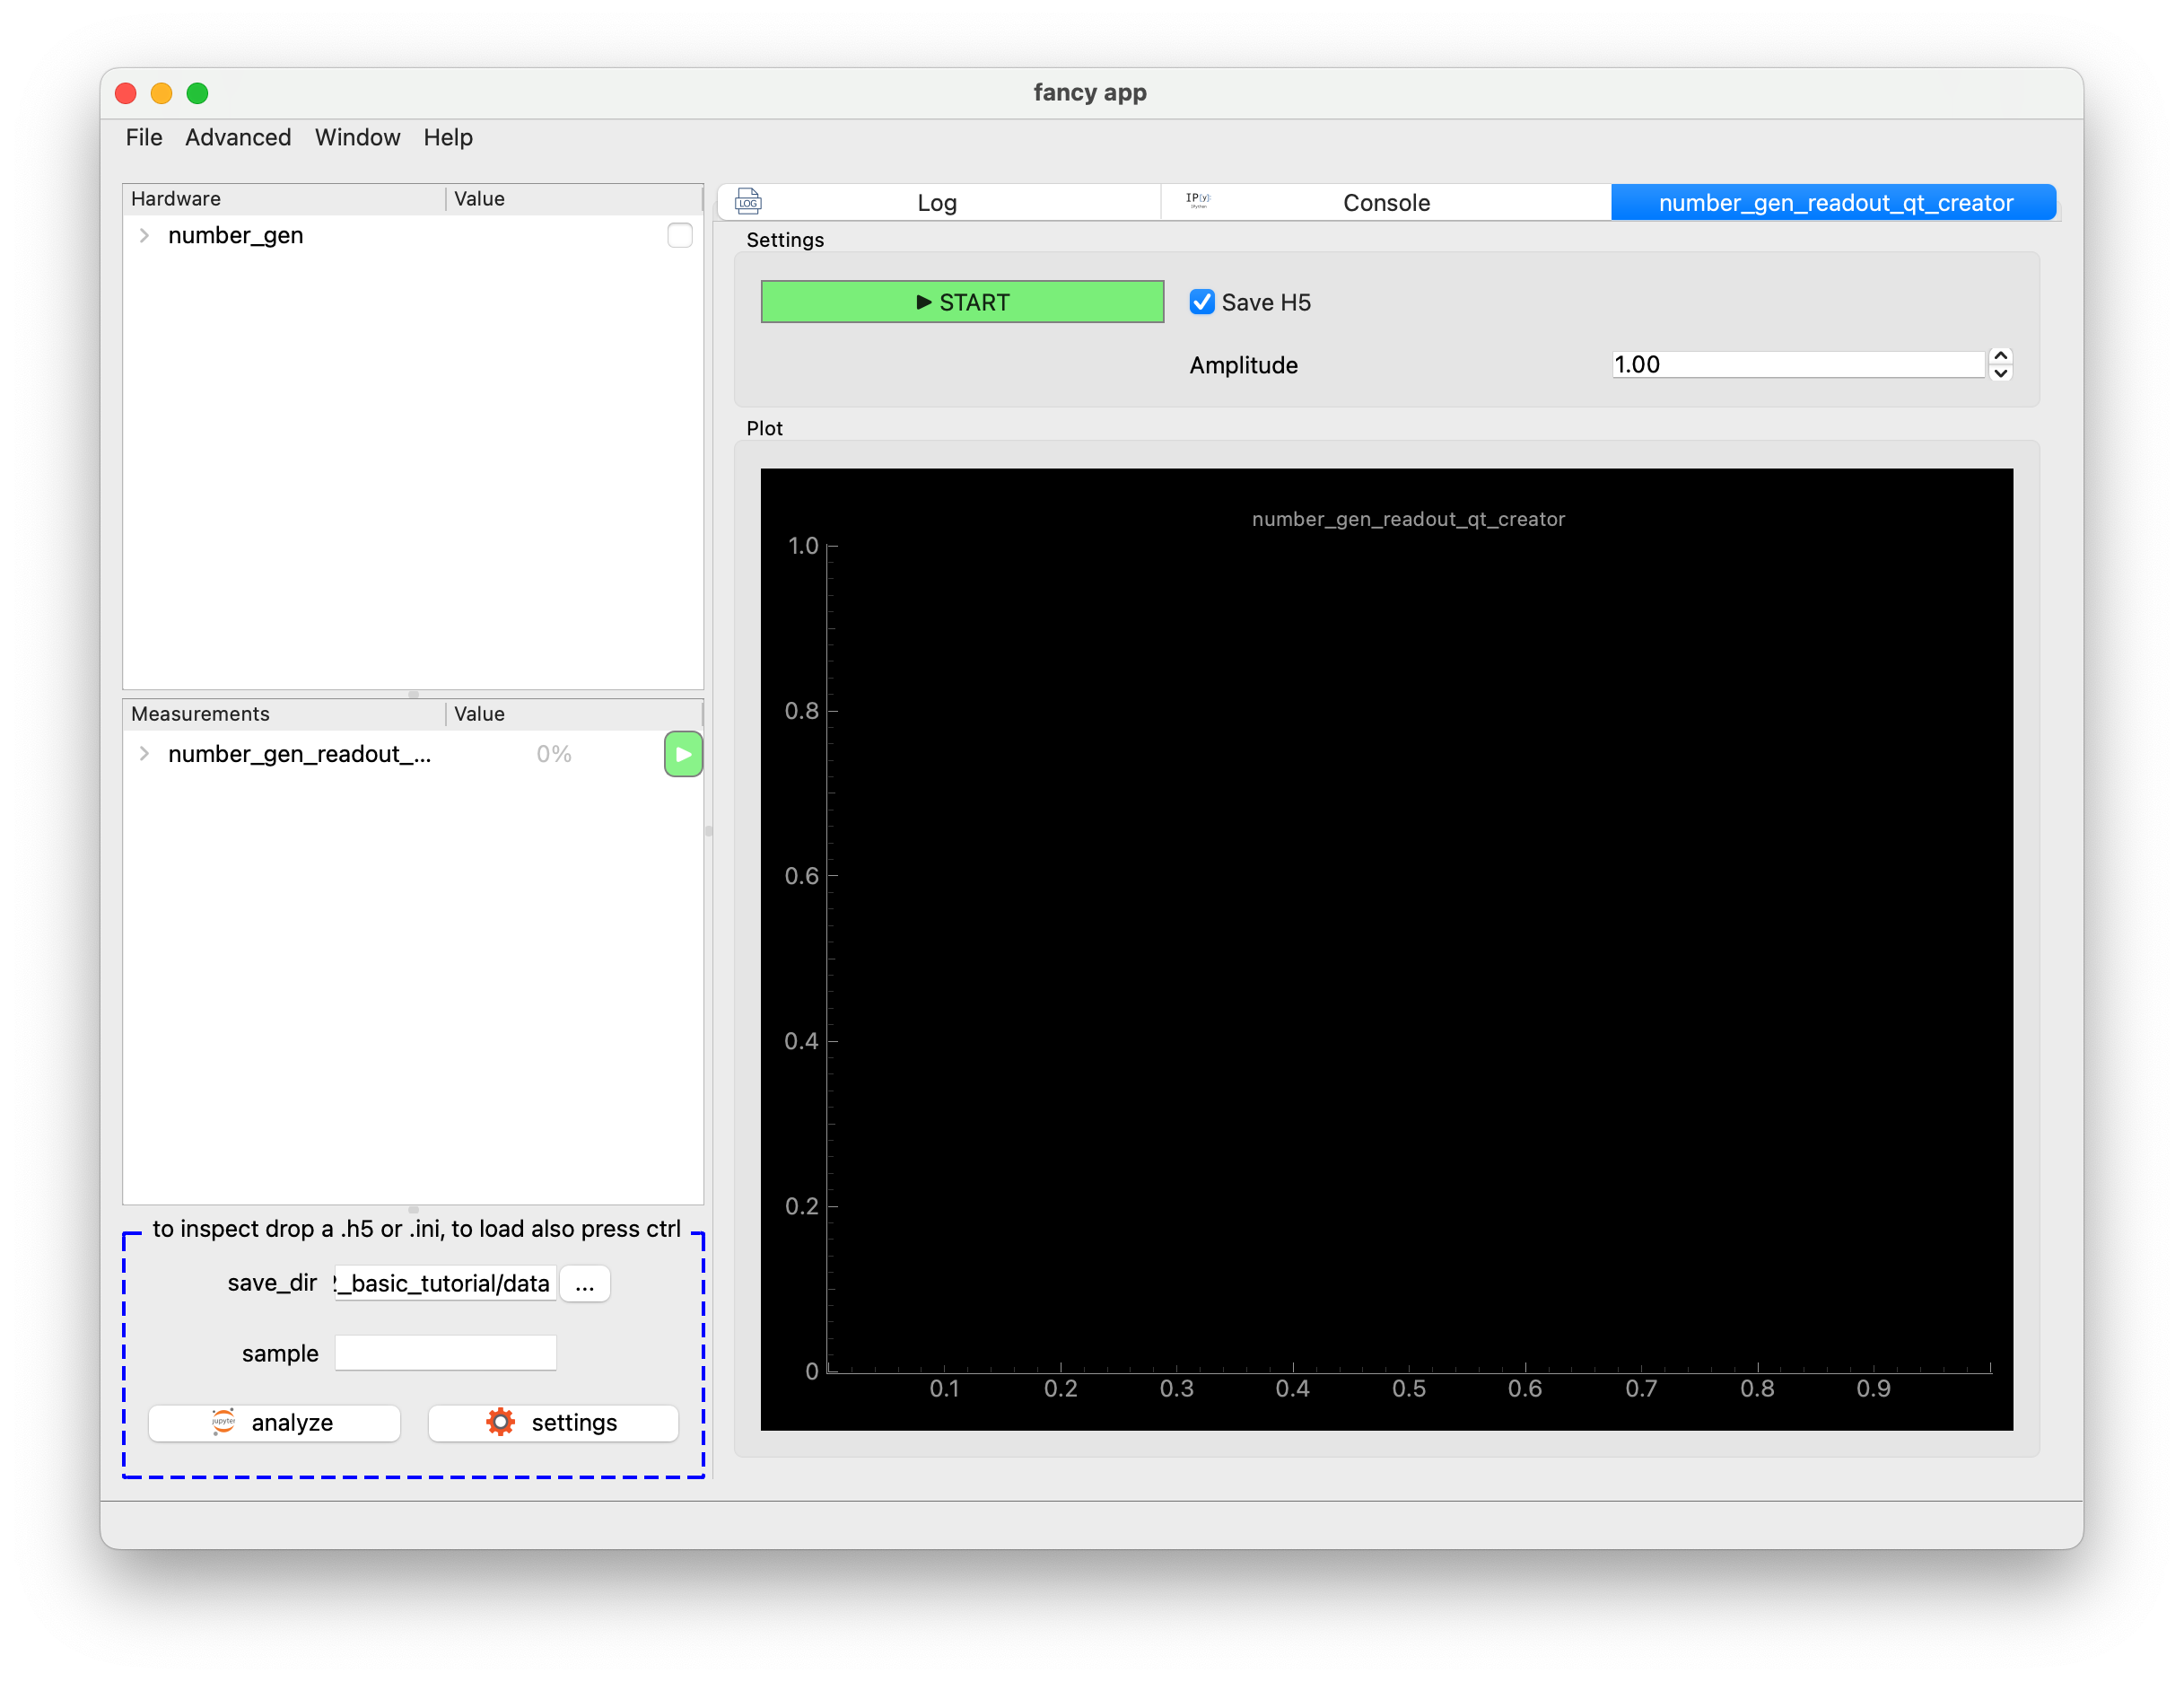 fancy app
File Advanced Window Help
Hardware Value
number_gen
Measurements Value
number_gen_readout_... 0%
to inspect drop a .h5 or .ini, to load also press ctrl
save_dir _basic_tutorial/data ...
sample
jupyter analyze settings
LOG Log IP[y]: Console number_gen_readout_qt_creator
Settings
START Save H5
Amplitude 1.00
Plot
number_gen_readout_qt_creator
1.0
0.8
0.6
0.4
0.2
0
0.1 0.2 0.3 0.4 0.5 0.6 0.7 0.8 0.9